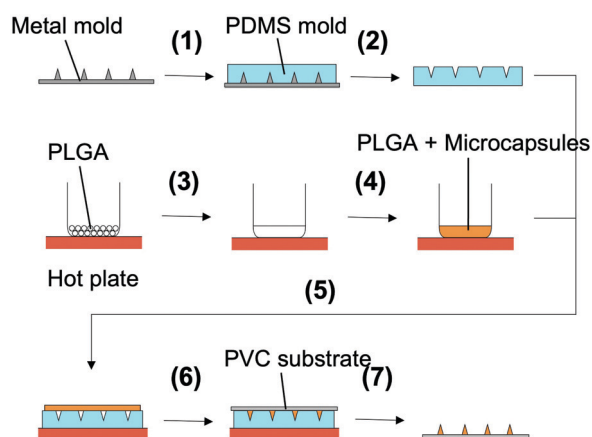 Metal mold
(1)
PDMS mold
(2)
PLGA
(3)
(4)
PLGA + Microcapsules
Hot plate
(5)
(6)
PVC substrate
(7)